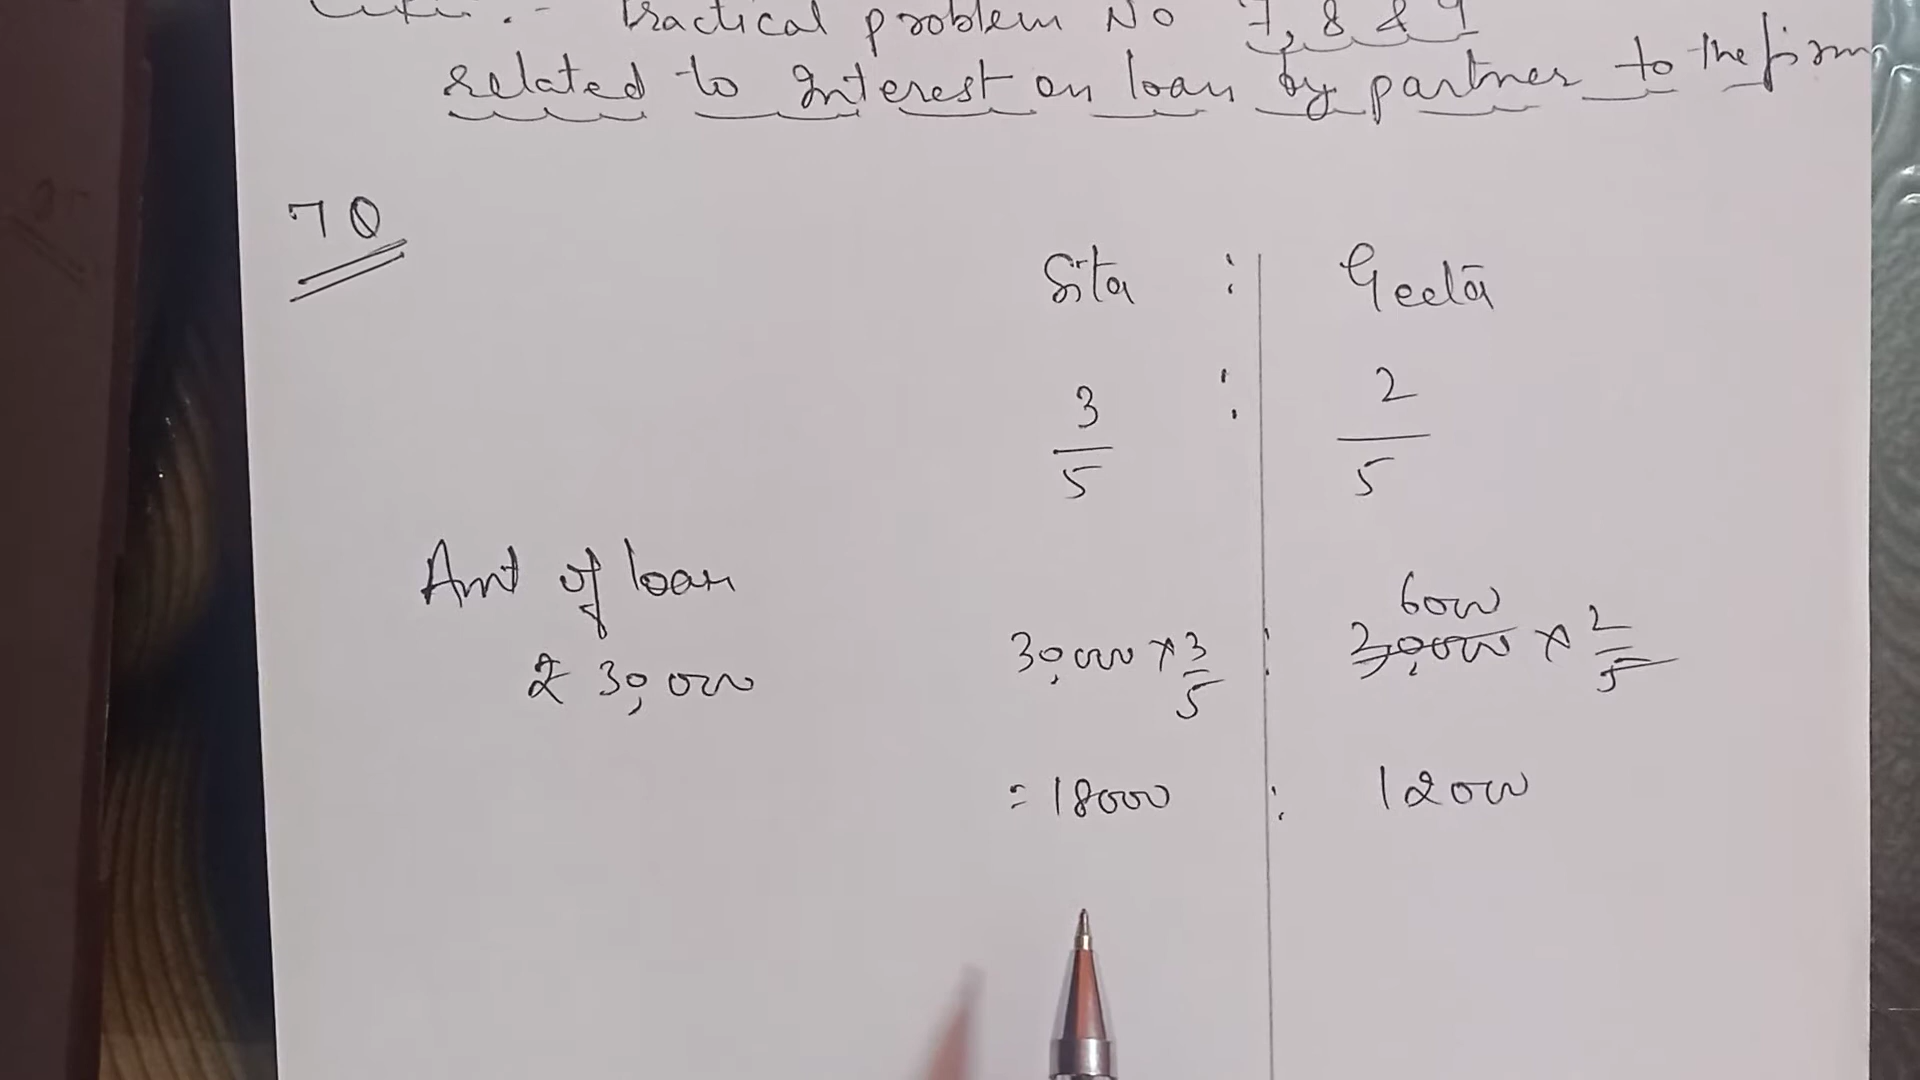 Practical problem No 7, 8 & 9
related to Interest on loan by partner to the firm
7 Q
Sita : Geeta
3/5 : 2/5
Amt of loan
₹ 30,000
6000
30,000 × 3/5 : 30,000 × 2/5
= 18000 : 12000